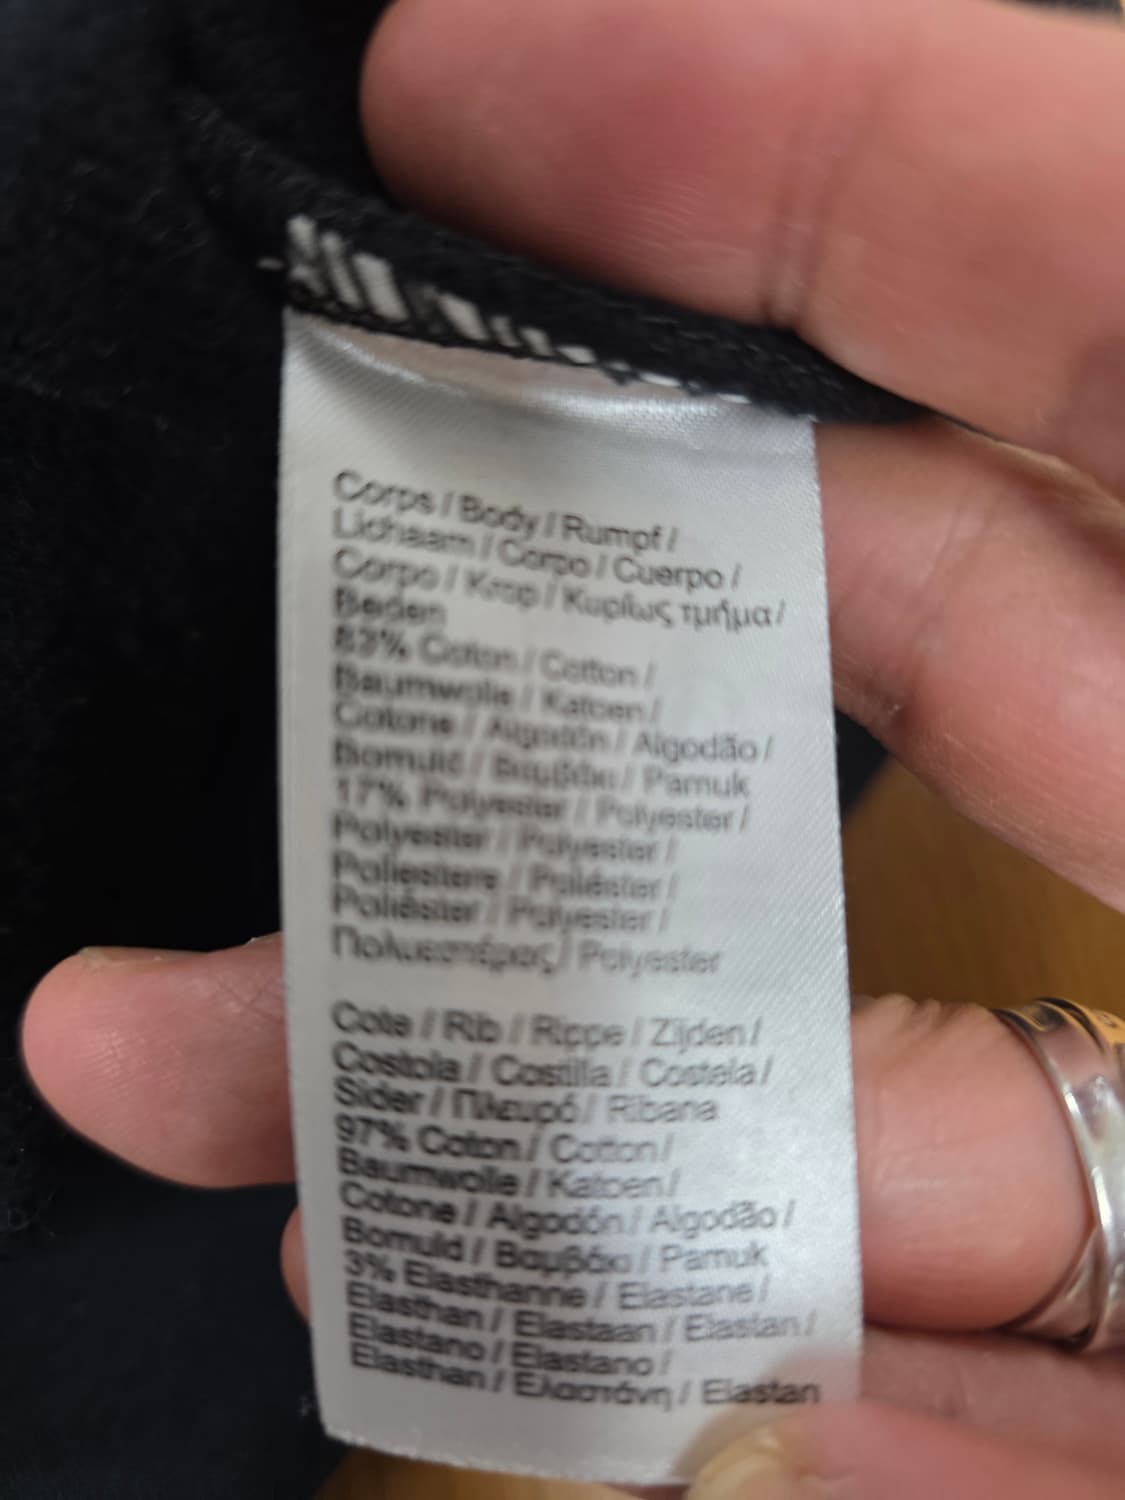 Corps / Body / Rumpf /
Lichaam / Corpo / Cuerpo /
Corpo / Krop / Κυρίως τμήμα /
Beden
83% Coton / Cotton /
Baumwolle / Katoen /
Cotone / Algodón / Algodão /
Bomuld / Βαμβάκι / Pamuk
17% Polyester / Polyester /
Polyester / Polyester /
Poliestere / Poliéster /
Poliéster / Polyester /
Πολυεστέρας / Polyester
Cote / Rib / Rippe / Zijden /
Costola / Costilla / Costela /
Sider / Πλευρό / Ribana
97% Coton / Cotton /
Baumwolle / Katoen /
Cotone / Algodón / Algodão /
Bomuld / Βαμβάκι / Pamuk
3% Elasthanne / Elastane /
Elasthan / Elastaan / Elastan /
Elastano / Elastano /
Elasthan / Ελαστάνη / Elastan